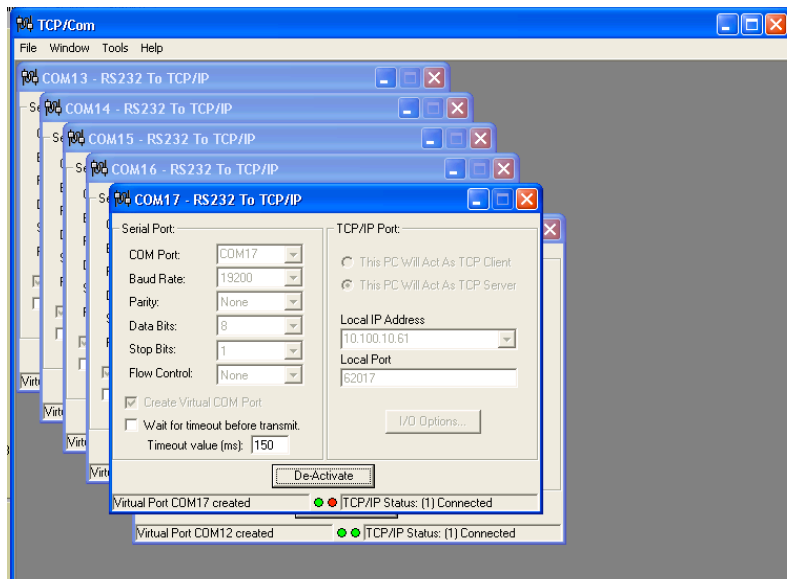 TCP/Com
File Window Tools Help
COM13 - RS232 To TCP/IP
COM14 - RS232 To TCP/IP
COM15 - RS232 To TCP/IP
COM16 - RS232 To TCP/IP
COM17 - RS232 To TCP/IP
Serial Port:
COM Port: COM17
Baud Rate: 19200
Parity: None
Data Bits: 8
Stop Bits: 1
Flow Control: None
Create Virtual COM Port
Wait for timeout before transmit.
Timeout value (ms): 150
TCP/IP Port:
This PC Will Act As TCP Client
This PC Will Act As TCP Server
Local IP Address
10.100.10.61
Local Port
62017
I/O Options...
De-Activate
Virtual Port COM17 created TCP/IP Status: (1) Connected
Virtual Port COM12 created TCP/IP Status: (1) Connected